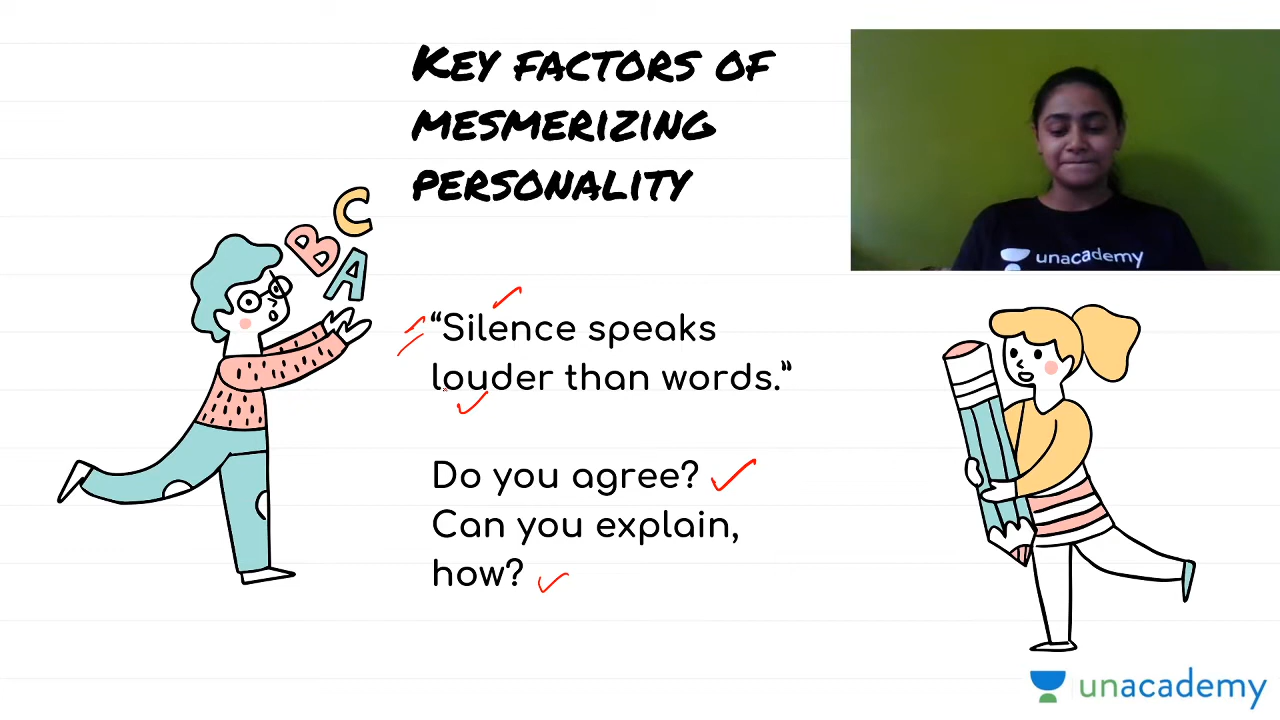 KEY FACTORS OF
MESMERIZING
PERSONALITY
B C
A
unacademy
“Silence speaks
louder than words.”
Do you agree?
Can you explain,
how?
unacademy